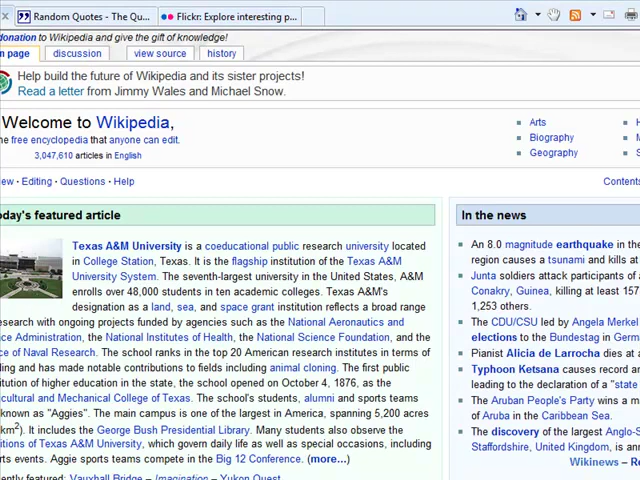 Random Quotes - The Qu... Flickr: Explore interesting p...
donation to Wikipedia and give the gift of knowledge!
n page discussion view source history
Help build the future of Wikipedia and its sister projects!
Read a letter from Jimmy Wales and Michael Snow.
Welcome to Wikipedia,
he free encyclopedia that anyone can edit.
3,047,610 articles in English
Arts
Biography
Geography
ew · Editing · Questions · Help
Contents
oday's featured article
Texas A&M University is a coeducational public research university located
in College Station, Texas. It is the flagship institution of the Texas A&M
University System. The seventh-largest university in the United States, A&M
enrolls over 48,000 students in ten academic colleges. Texas A&M's
designation as a land, sea, and space grant institution reflects a broad range
esearch with ongoing projects funded by agencies such as the National Aeronautics and
ce Administration, the National Institutes of Health, the National Science Foundation, and the
ce of Naval Research. The school ranks in the top 20 American research institutes in terms of
ding and has made notable contributions to fields including animal cloning. The first public
titution of higher education in the state, the school opened on October 4, 1876, as the
cultural and Mechanical College of Texas. The school's students, alumni and sports teams
known as "Aggies". The main campus is one of the largest in America, spanning 5,200 acres
km²). It includes the George Bush Presidential Library. Many students also observe the
itions of Texas A&M University, which govern daily life as well as special occasions, including
rts events. Aggie sports teams compete in the Big 12 Conference. (more...)
ently featured: Vauxhall Bridge – Imagination – Yukon Quest
In the news
An 8.0 magnitude earthquake in the
region causes a tsunami and kills at
Junta soldiers attack participants of a
Conakry, Guinea, killing at least 157
1,253 others.
The CDU/CSU led by Angela Merkel
elections to the Bundestag in Germ
Pianist Alicia de Larrocha dies at a
Typhoon Ketsana causes record an
leading to the declaration of a "state
The Aruban People's Party wins a m
of Aruba in the Caribbean Sea.
The discovery of the largest Anglo-S
Staffordshire, United Kingdom, is ann
Wikinews – Re